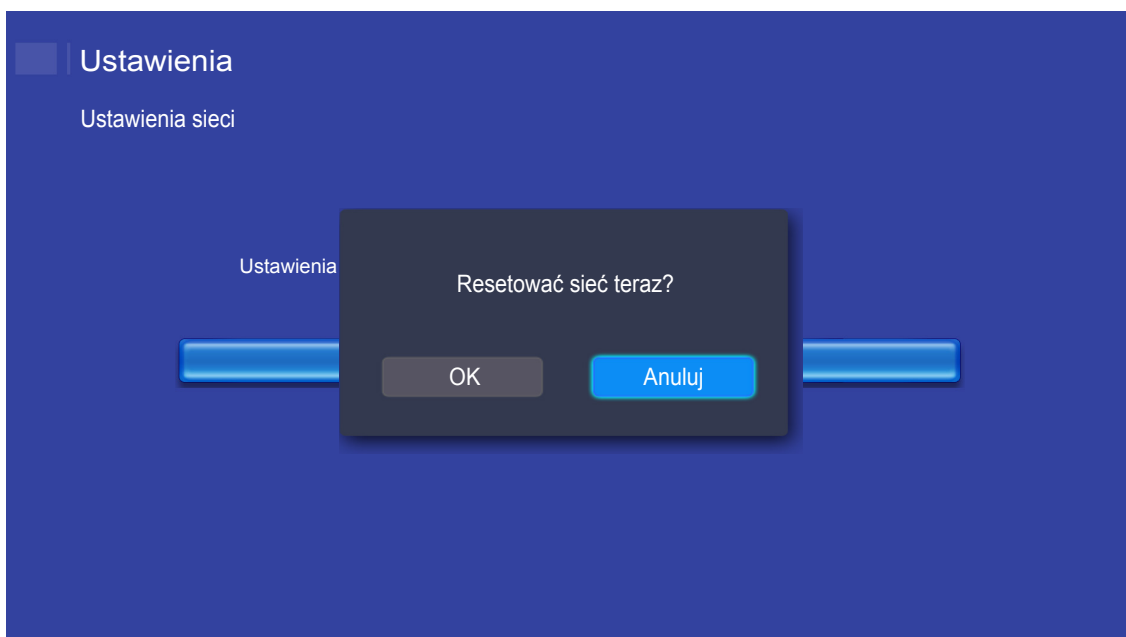 Ustawienia
Ustawienia sieci
Ustawienia
Resetować sieć teraz?
OK
Anuluj